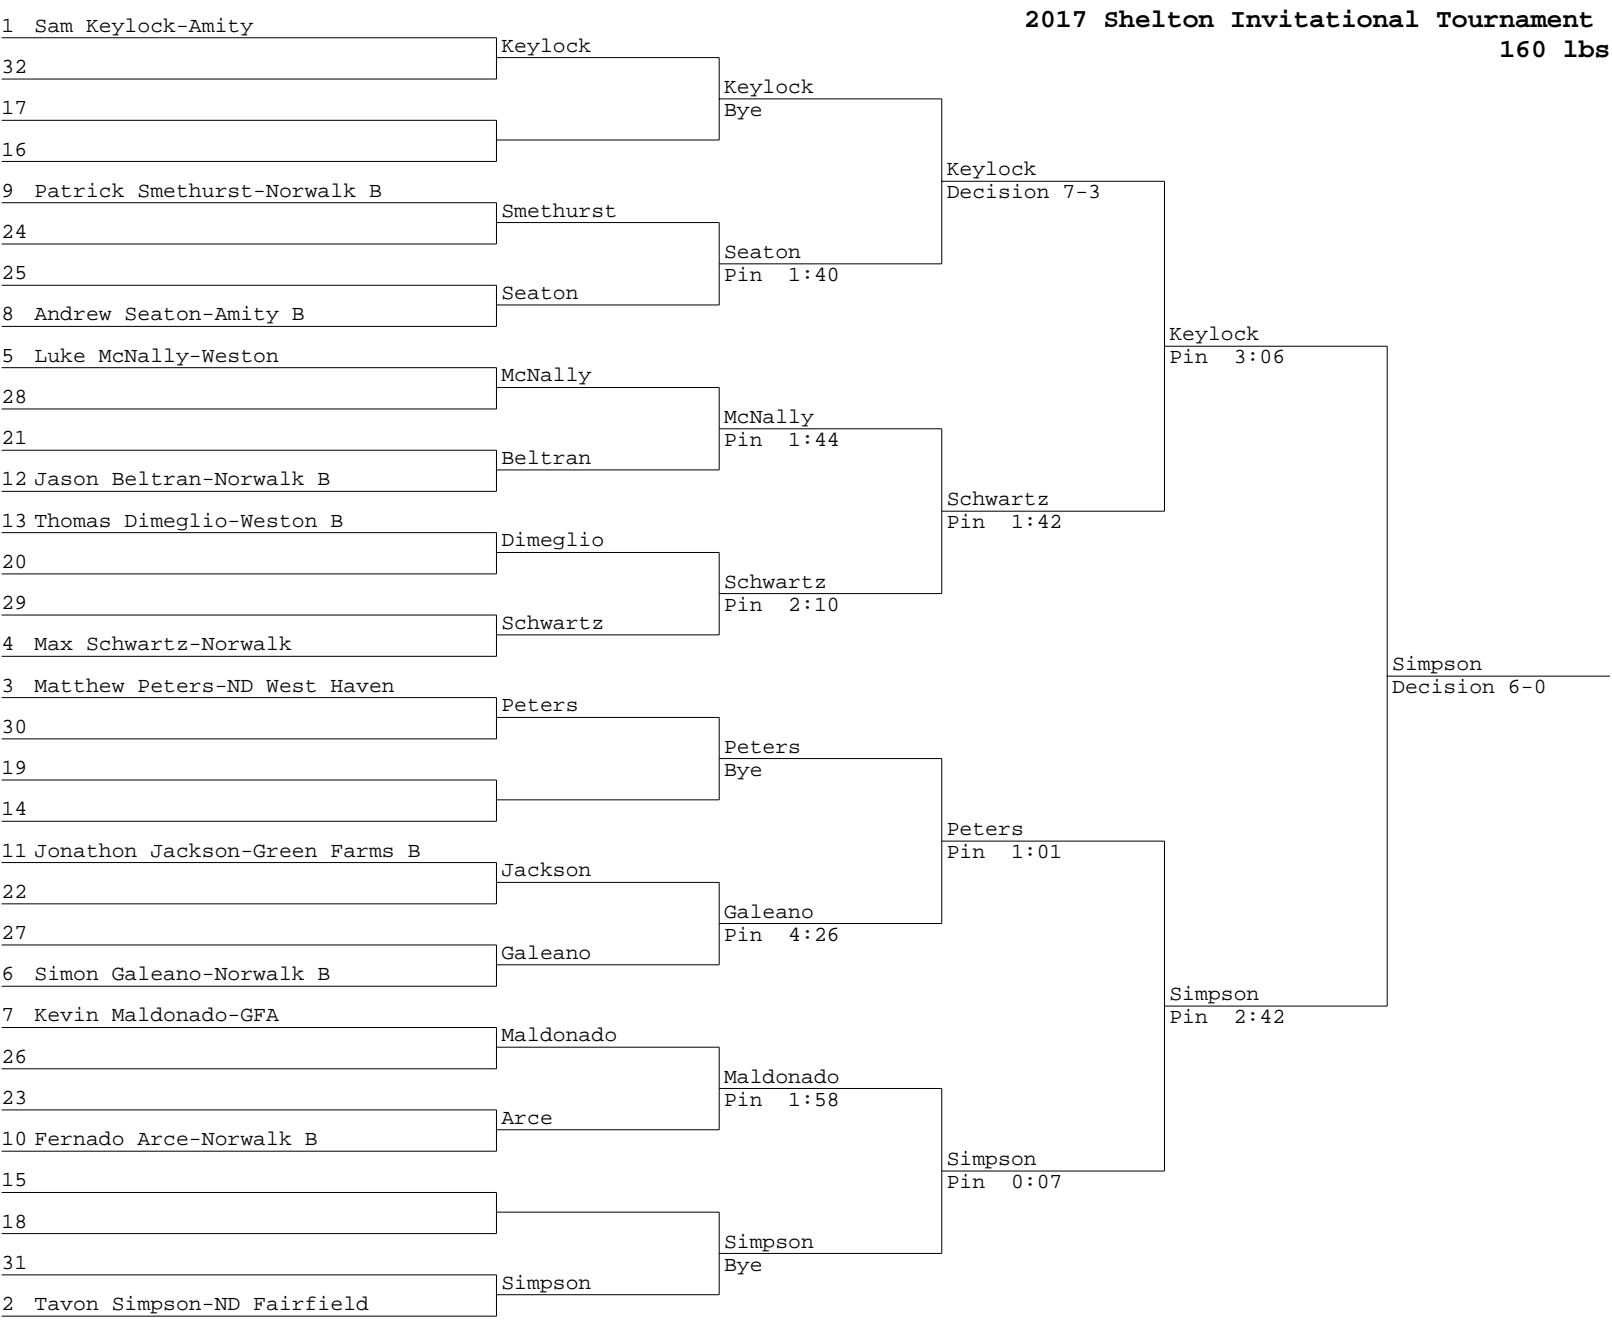 2017 Shelton Invitational Tournament
160 lbs
1 Sam Keylock-Amity
Keylock
32
Keylock
17
Bye
16
Keylock
9 Patrick Smethurst-Norwalk B
Decision 7-3
Smethurst
24
Seaton
25
Pin 1:40
Seaton
8 Andrew Seaton-Amity B
Keylock
5 Luke McNally-Weston
Pin 3:06
McNally
28
McNally
21
Pin 1:44
Beltran
12 Jason Beltran-Norwalk B
Schwartz
13 Thomas Dimeglio-Weston B
Pin 1:42
Dimeglio
20
Schwartz
29
Pin 2:10
Schwartz
4 Max Schwartz-Norwalk
Simpson
3 Matthew Peters-ND West Haven
Decision 6-0
Peters
30
Peters
19
Bye
14
Peters
11 Jonathon Jackson-Green Farms B
Pin 1:01
Jackson
22
Galeano
27
Pin 4:26
Galeano
6 Simon Galeano-Norwalk B
Simpson
7 Kevin Maldonado-GFA
Pin 2:42
Maldonado
26
Maldonado
23
Pin 1:58
Arce
10 Fernado Arce-Norwalk B
Simpson
15
Pin 0:07
18
Simpson
31
Bye
Simpson
2 Tavon Simpson-ND Fairfield